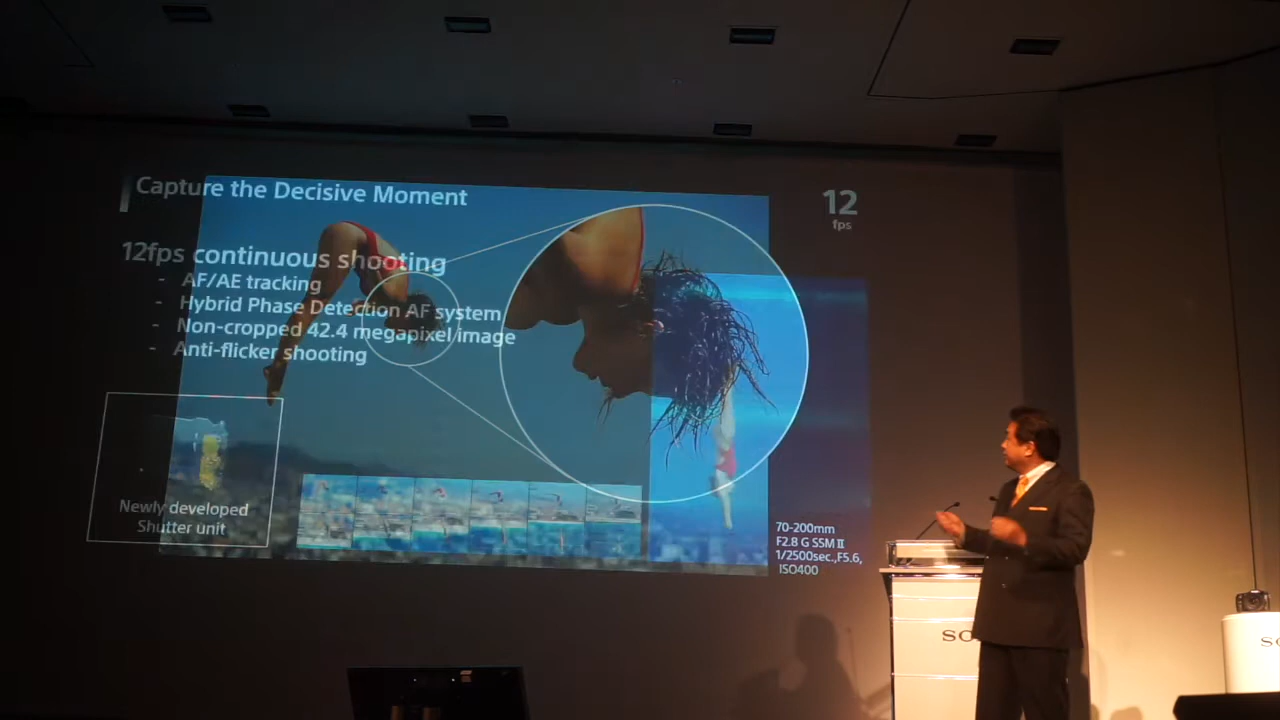 Capture the Decisive Moment
12
fps
12fps continuous shooting
- AF/AE tracking
- Hybrid Phase Detection AF system
- Non-cropped 42.4 megapixel image
- Anti-flicker shooting
Newly developed
Shutter unit
70-200mm
F2.8 G SSM II
1/2500sec.,F5.6,
ISO400
SO
S